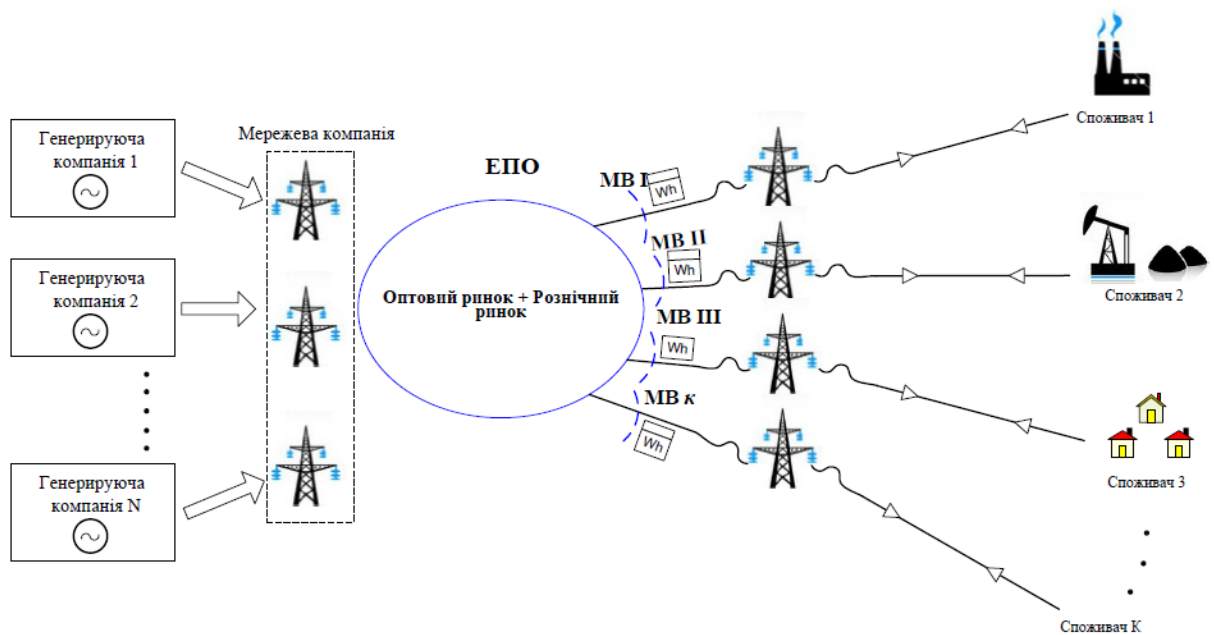 Генерируюча
компанія 1
Генерируюча
компанія 2
Генерируюча
компанія N
Мережева компанія
ЕПО
Оптовий ринок + Рознічний
ринок
МВ I
Wh
МВ II
Wh
МВ III
Wh
МВ к
Wh
Споживач 1
Споживач 2
Споживач 3
Споживач К